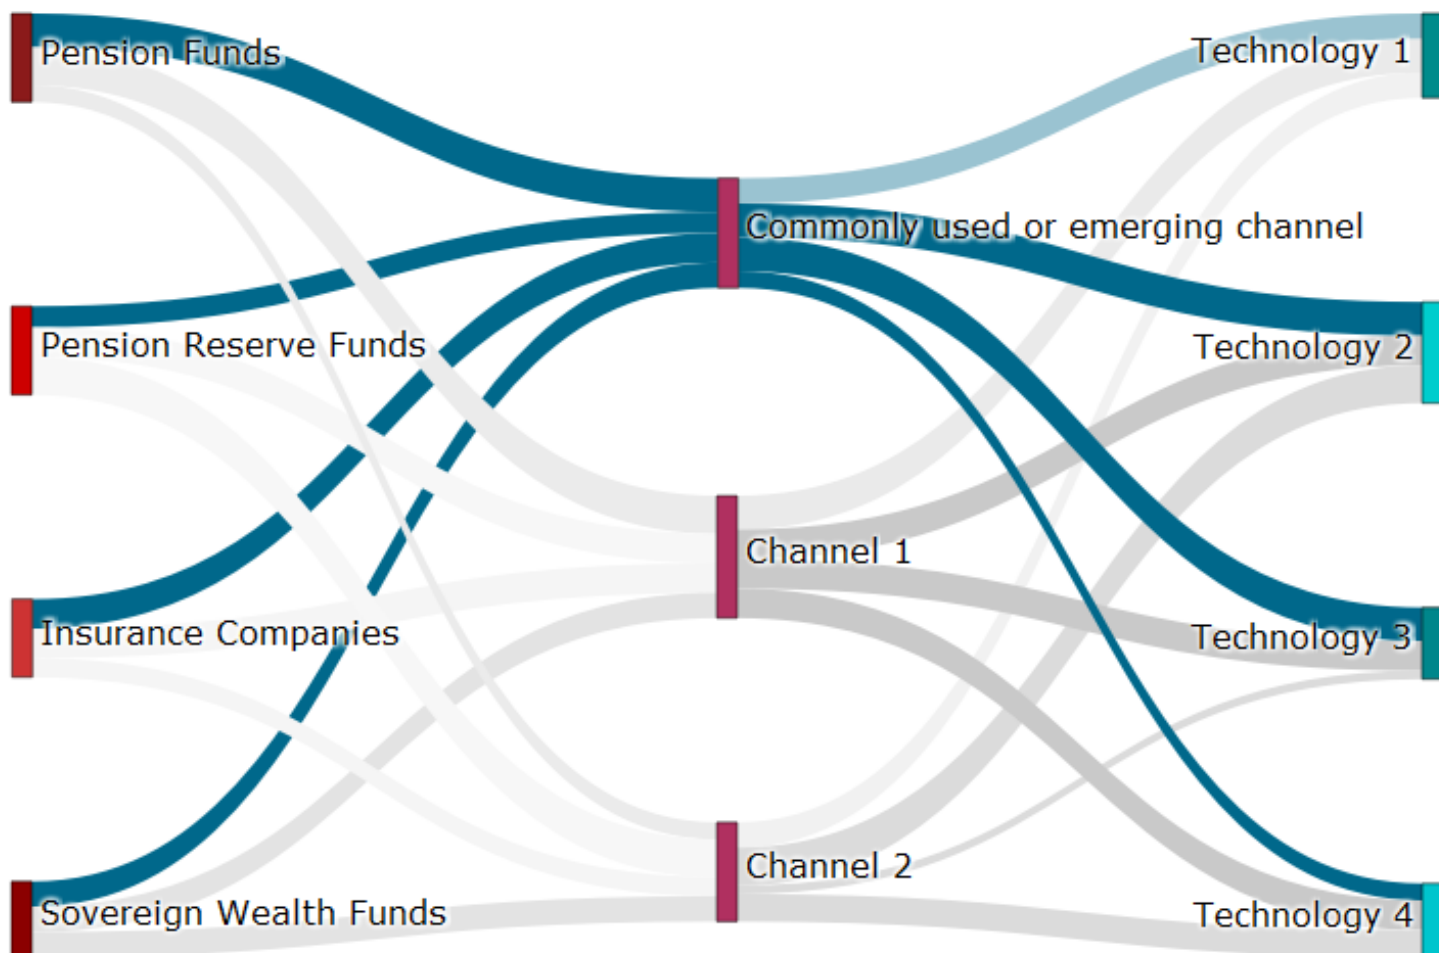 Pension Funds
Technology 1
Commonly used or emerging channel
Pension Reserve Funds
Technology 2
Channel 1
Insurance Companies
Technology 3
Channel 2
Sovereign Wealth Funds
Technology 4